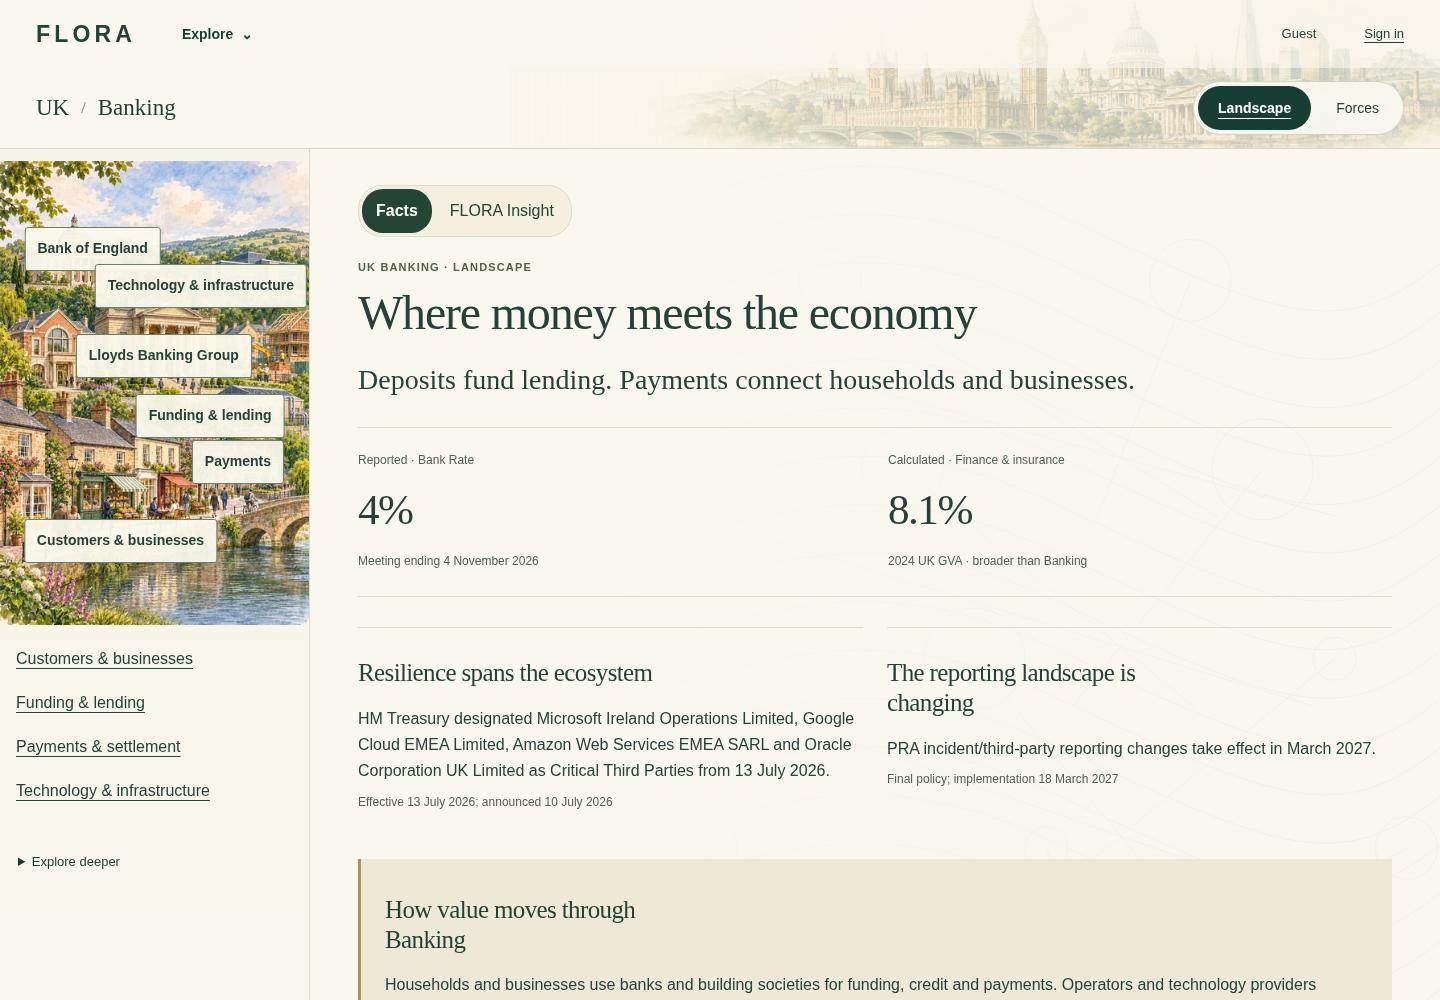 FLORA
Explore
Guest
Sign in
UK / Banking
Landscape
Forces
Bank of England
Technology & infrastructure
Lloyds Banking Group
Funding & lending
Payments
Customers & businesses
Customers & businesses
Funding & lending
Payments & settlement
Technology & infrastructure
Explore deeper
Facts
FLORA Insight
UK BANKING · LANDSCAPE
Where money meets the economy
Deposits fund lending. Payments connect households and businesses.
Reported · Bank Rate
4%
Meeting ending 4 November 2026
Calculated · Finance & insurance
8.1%
2024 UK GVA · broader than Banking
Resilience spans the ecosystem
HM Treasury designated Microsoft Ireland Operations Limited, Google
Cloud EMEA Limited, Amazon Web Services EMEA SARL and Oracle
Corporation UK Limited as Critical Third Parties from 13 July 2026.
Effective 13 July 2026; announced 10 July 2026
The reporting landscape is
changing
PRA incident/third-party reporting changes take effect in March 2027.
Final policy; implementation 18 March 2027
How value moves through
Banking
Households and businesses use banks and building societies for funding, credit and payments. Operators and technology providers